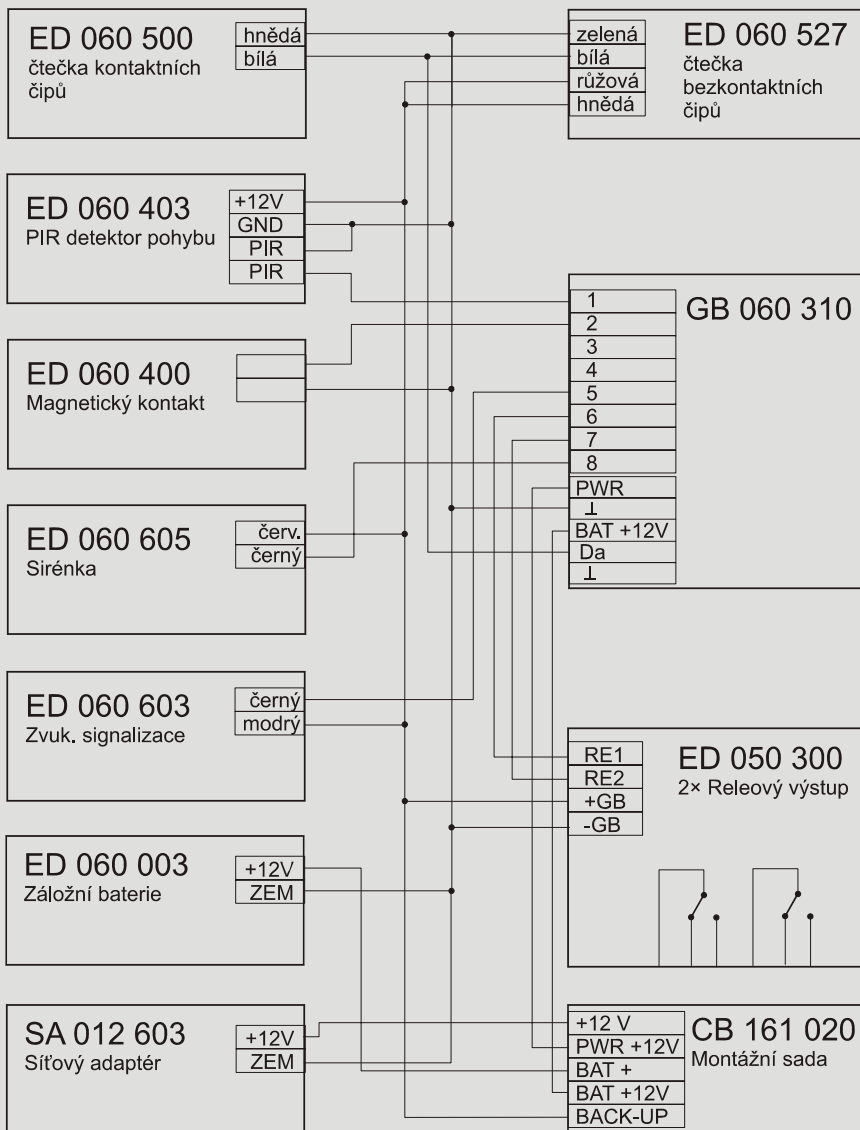 ED 060 500
čtečka kontaktních
čipů
hnědá
bílá
ED 060 527
čtečka
bezkontaktních
čipů
zelená
bílá
růžová
hnědá
ED 060 403
PIR detektor pohybu
+12V
GND
PIR
PIR
GB 060 310
1
2
3
4
5
6
7
8
PWR
⊥
BAT +12V
Da
⊥
ED 060 400
Magnetický kontakt
ED 060 605
Sirénka
červ.
černý
ED 060 603
Zvuk. signalizace
černý
modrý
ED 050 300
2× Releový výstup
RE1
RE2
+GB
-GB
ED 060 003
Záložní baterie
+12V
ZEM
SA 012 603
Síťový adaptér
+12V
ZEM
CB 161 020
Montážní sada
+12 V
PWR +12V
BAT +
BAT +12V
BACK-UP